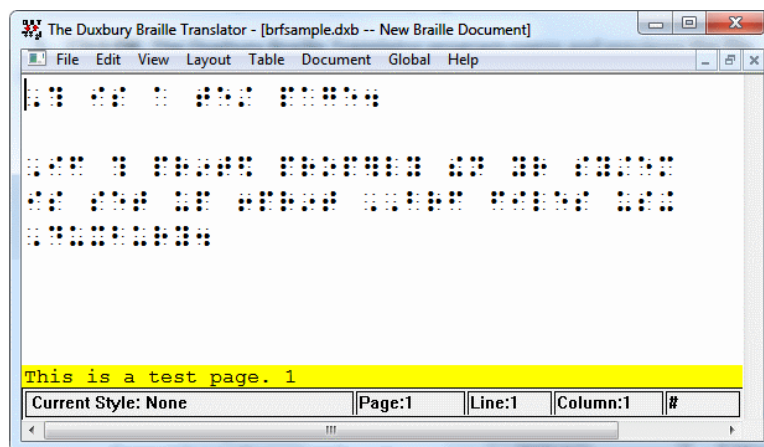 The Duxbury Braille Translator - [brfsample.dxb -- New Braille Document]
File Edit View Layout Table Document Global Help
⠠⠹ ⠊⠎ ⠁ ⠞⠑⠌ ⠏⠁⠛⠑⠲
⠠⠊⠋ ⠹ ⠏⠗⠔⠞⠫ ⠏⠗⠕⠏⠻⠇⠽ ⠮⠝ ⠽⠗ ⠎⠽⠌⠑⠍
⠊⠎ ⠎⠑⠞ ⠥⠏ ⠖⠏⠗⠔⠞ ⠠⠠⠃⠗⠋ ⠋⠊⠇⠑⠎ ⠥⠎⠬
⠠⠙⠥⠭⠃⠥⠗⠽⠲
This is a test page. 1
Current Style: None Page:1 Line:1 Column:1 #